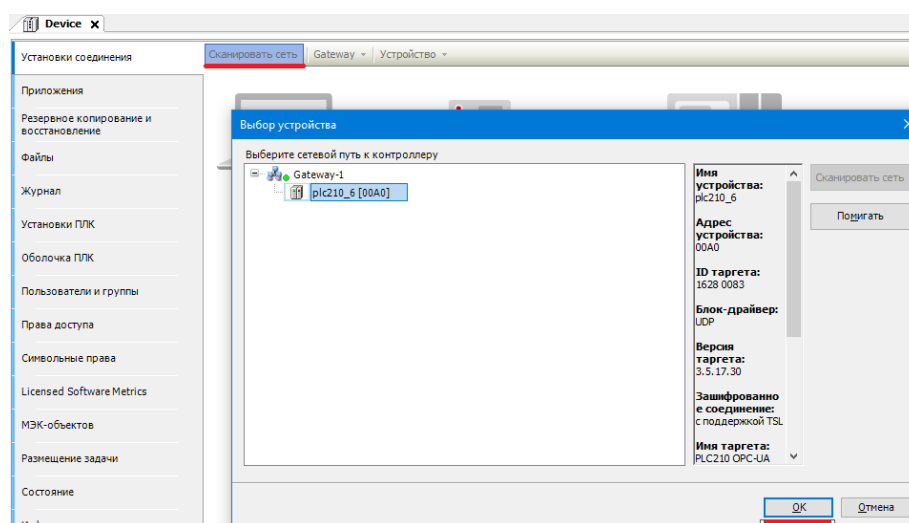 Device X
Установки соединения
Сканировать сеть Gateway Устройство
Приложения
Резервное копирование и
восстановление
Выбор устройства
Файлы
Выберите сетевой путь к контроллеру
Gateway-1
plc210_6 [00A0]
Имя
устройства:
plc210_6
Адрес
устройства:
00A0
ID таргета:
1628 0083
Блок-драйвер:
UDP
Версия
таргета:
3.5.17.30
Зашифрованно
е соединение:
с поддержкой TSL
Имя таргета:
PLC210 OPC-UA
Сканировать сеть
Помигать
Журнал
Установки ПЛК
Оболочка ПЛК
Пользователи и группы
Права доступа
Символьные права
Licensed Software Metrics
МЭК-объектов
Размещение задачи
Состояние
OK Отмена